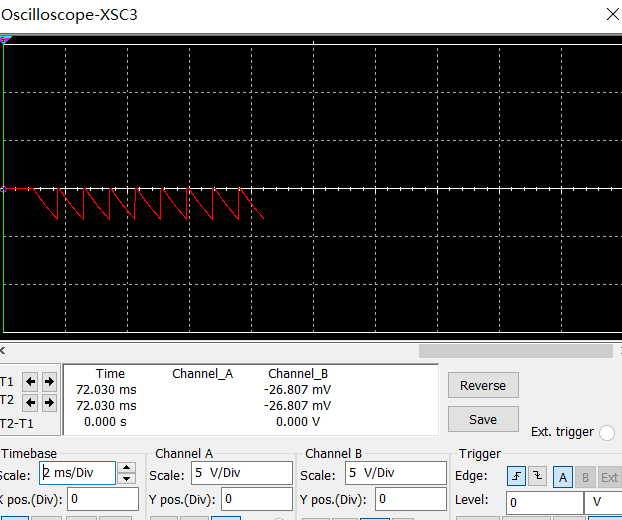 Oscilloscope-XSC3
Time Channel_A Channel_B
T1 72.030 ms -26.807 mV
T2 72.030 ms -26.807 mV
T2-T1 0.000 s 0.000 V
Reverse
Save
Ext. trigger
Timebase
Scale: 2 ms/Div
X pos.(Div): 0
Channel A
Scale: 5 V/Div
Y pos.(Div): 0
Channel B
Scale: 5 V/Div
Y pos.(Div): 0
Trigger
Edge: A B Ext
Level: 0 V